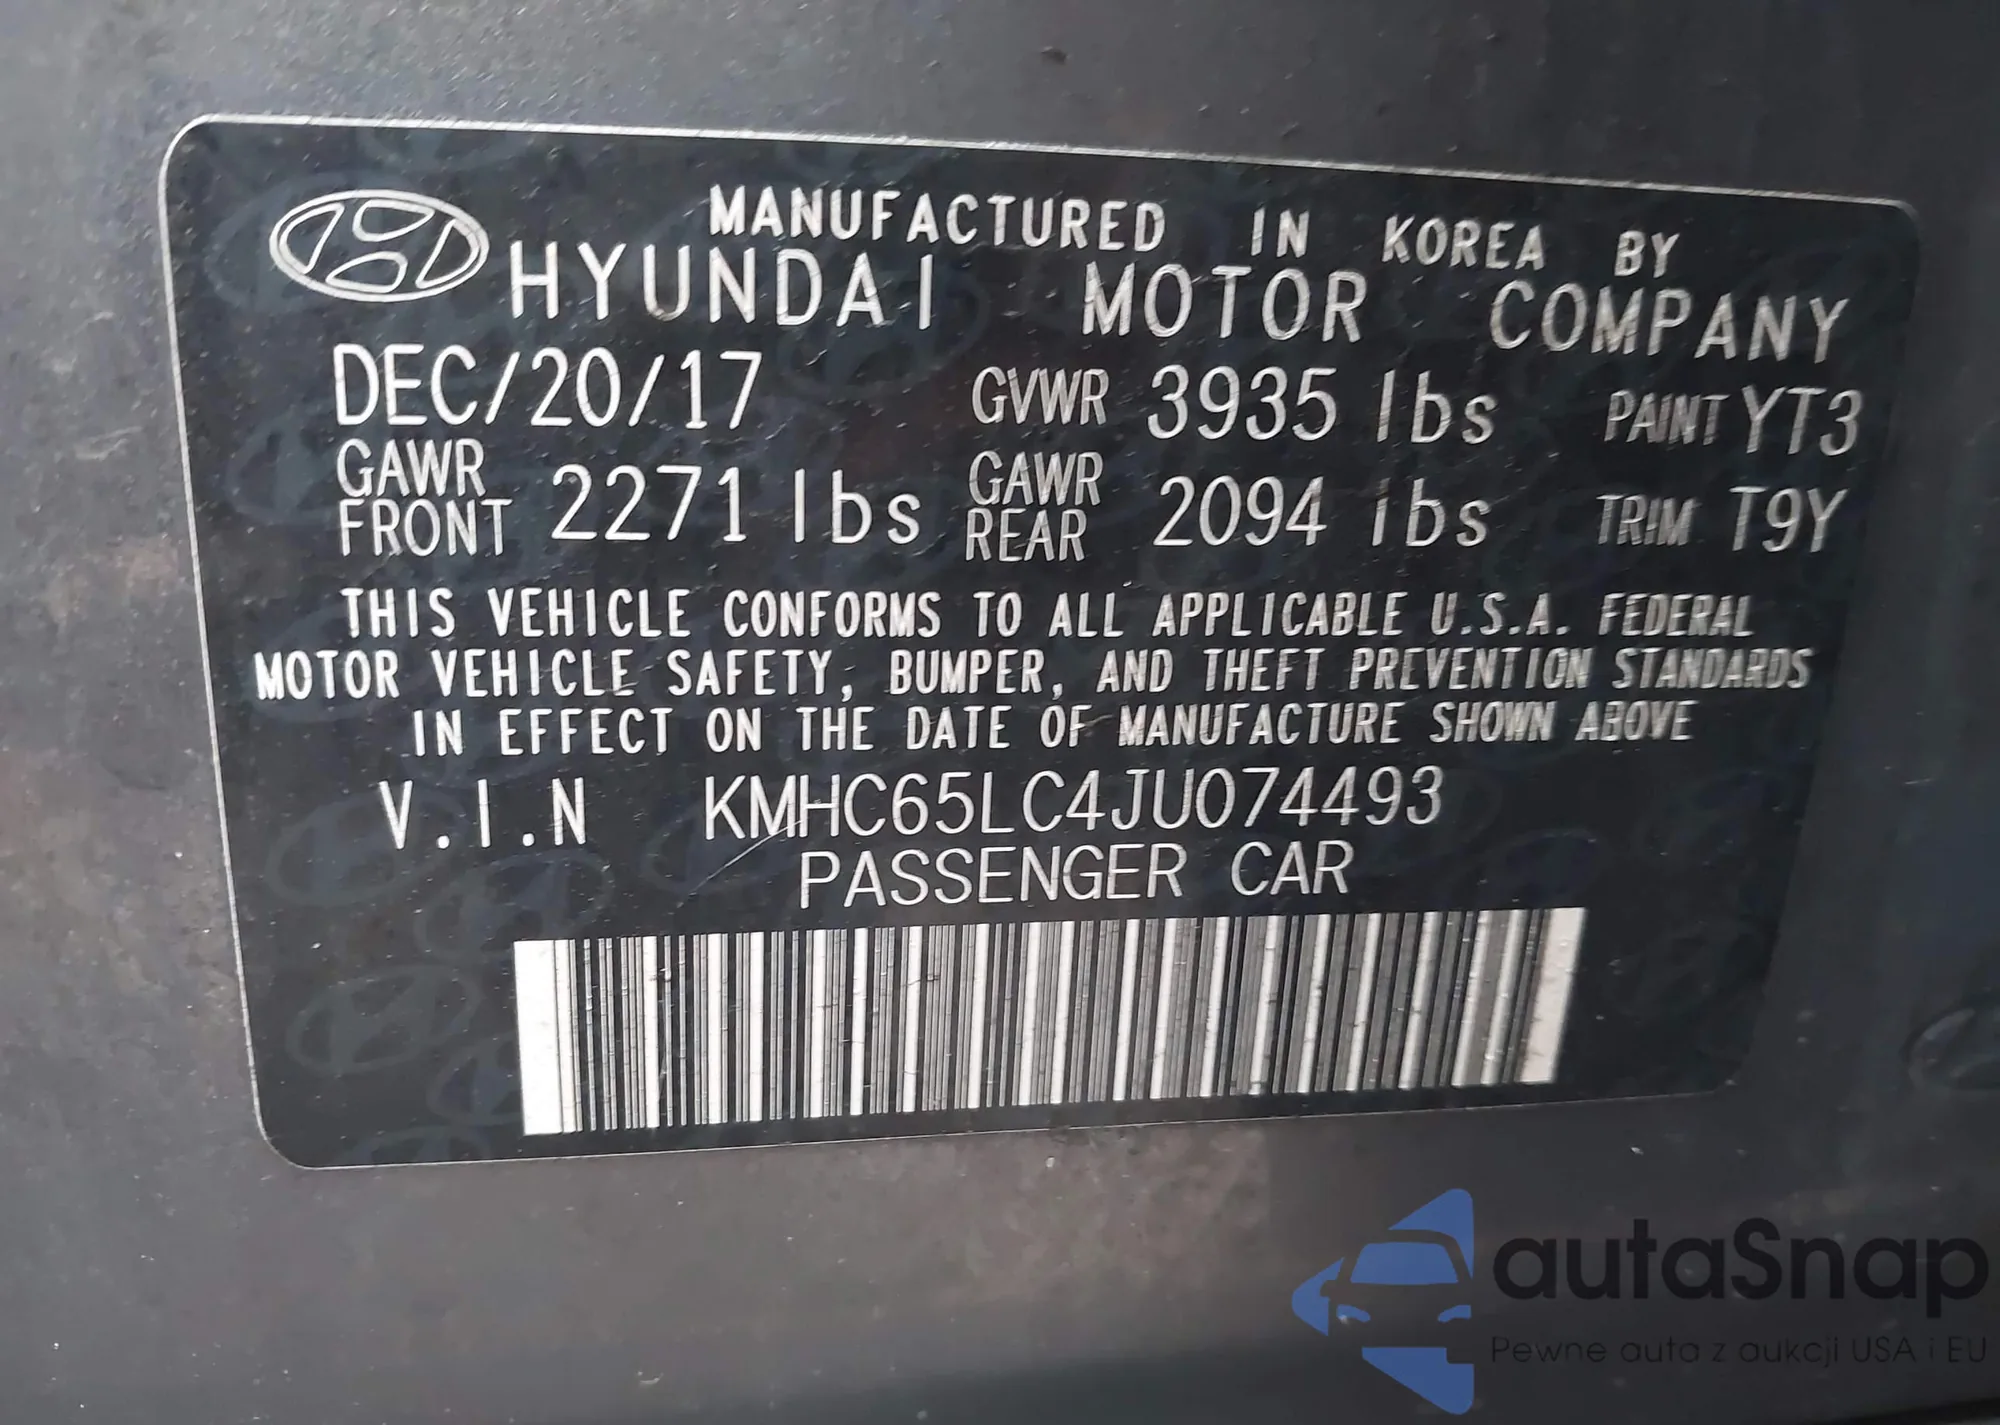 MANUFACTURED IN KOREA BY
HYUNDAI MOTOR COMPANY
DEC/20/17 GVWR 3935 lbs PAINT YT3
GAWR FRONT 2271 lbs GAWR REAR 2094 lbs TRIM T9Y
THIS VEHICLE CONFORMS TO ALL APPLICABLE U.S.A. FEDERAL
MOTOR VEHICLE SAFETY, BUMPER, AND THEFT PREVENTION STANDARDS
IN EFFECT ON THE DATE OF MANUFACTURE SHOWN ABOVE
V.I.N KMHC65LC4JU074493
PASSENGER CAR
autaSnap
Pewne auta z aukcji USA i EU